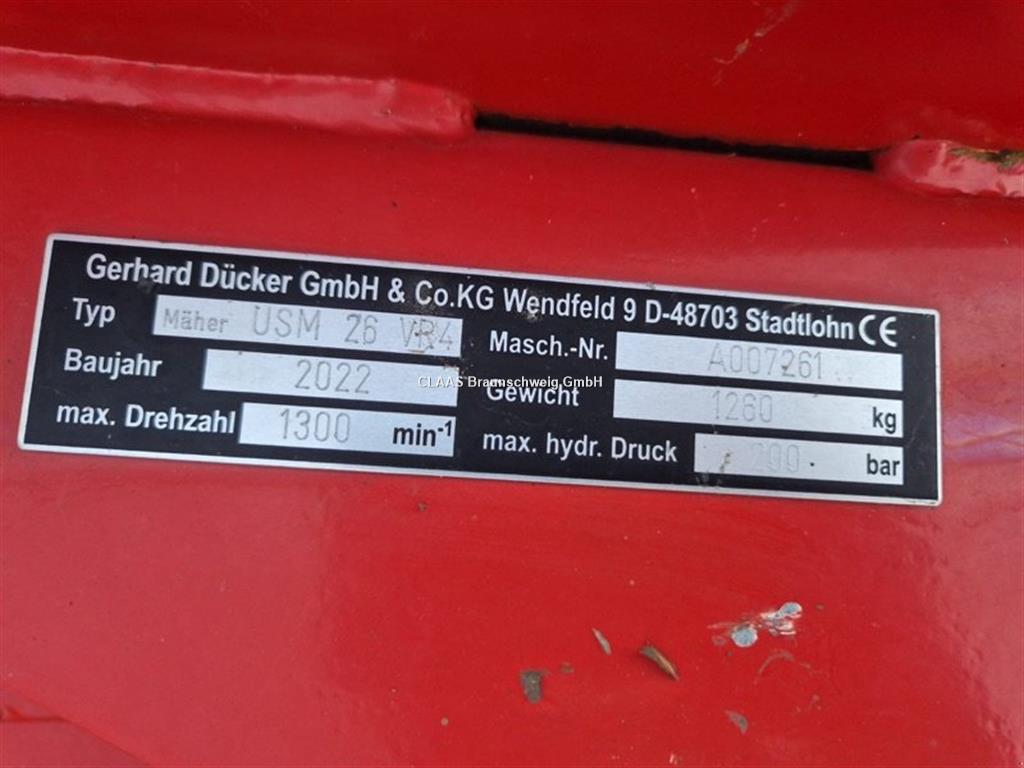 Gerhard Dücker GmbH & Co.KG Wendfeld 9 D-48703 Stadtlohn CE
Typ Mäher USM 26 VR4
Masch.-Nr. A007261
Baujahr 2022
Gewicht 1260 kg
max. Drehzahl 1300 min-1
max. hydr. Druck 200 bar
CLAAS Braunschweig GmbH